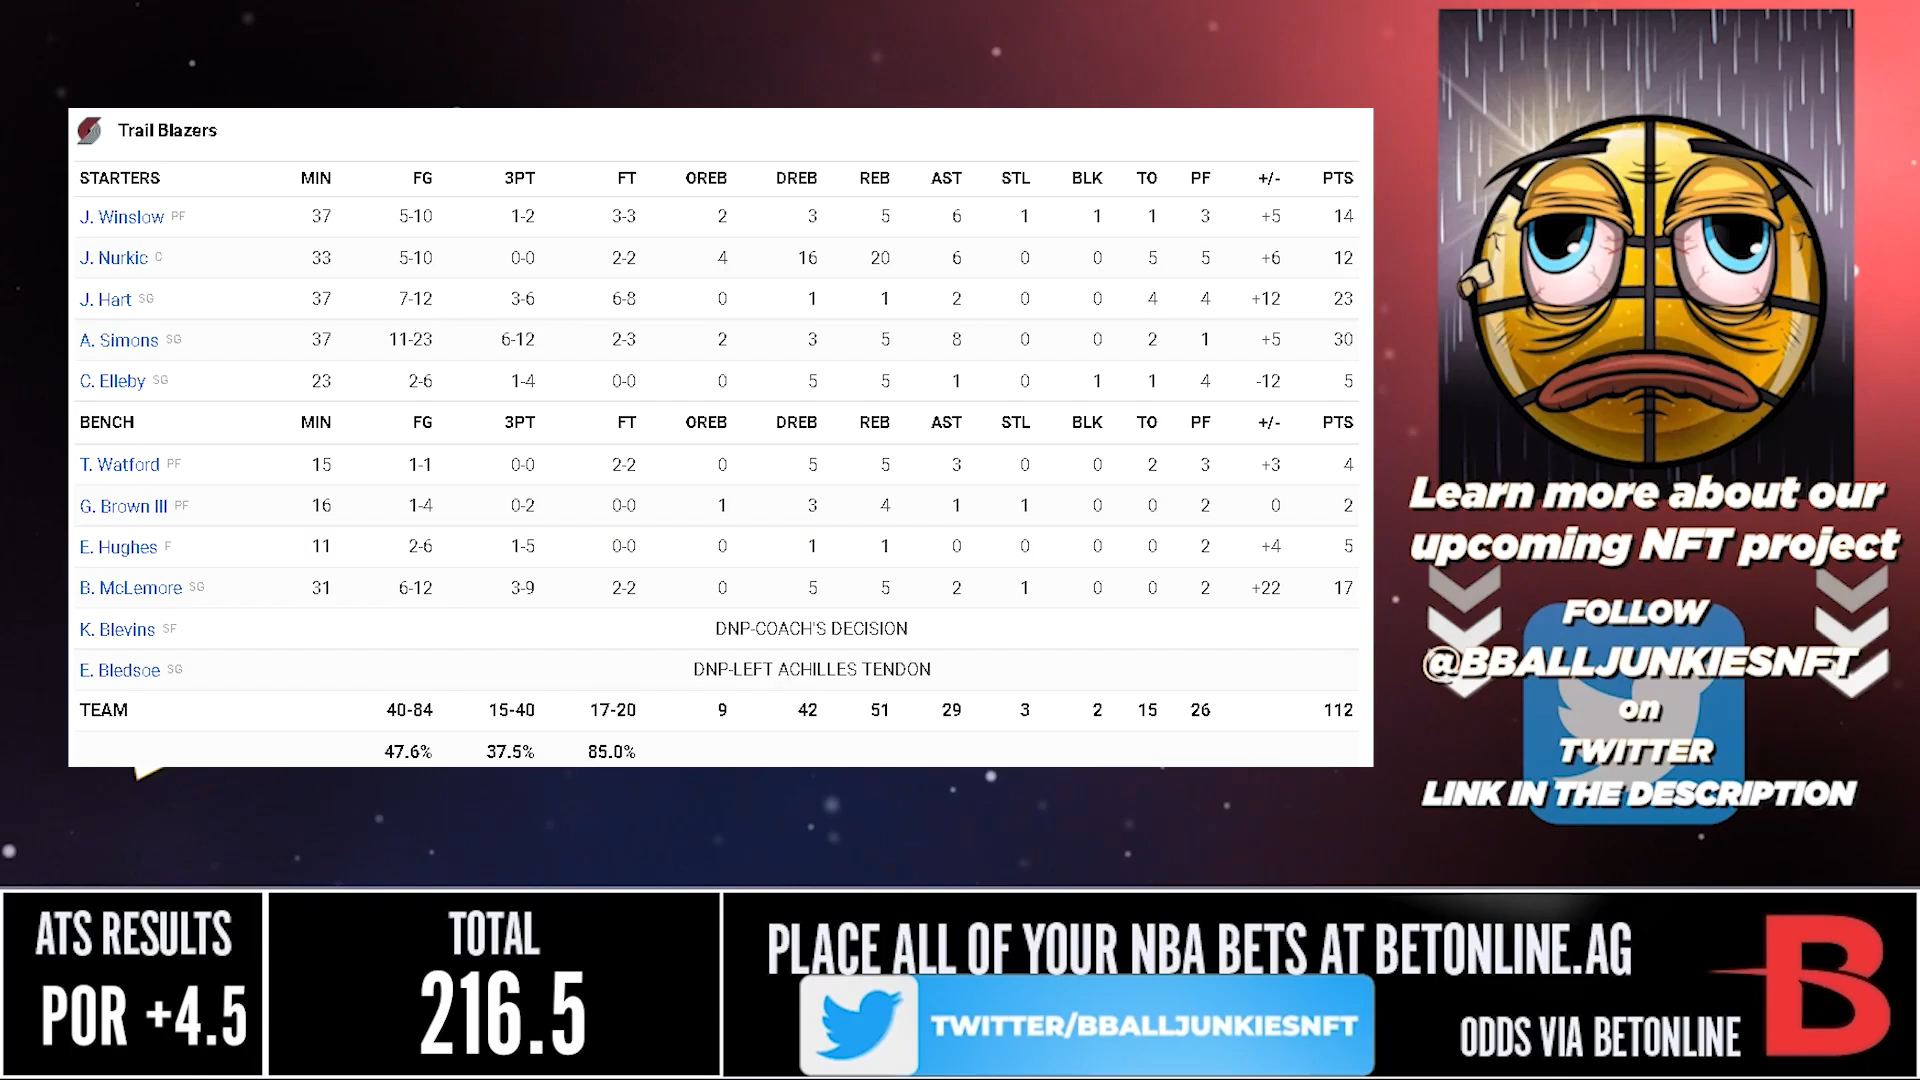 Trail Blazers
STARTERS MIN FG 3PT FT OREB DREB REB AST STL BLK TO PF +/- PTS
J. Winslow PF 37 5-10 1-2 3-3 2 3 5 6 1 1 1 3 +5 14
J. Nurkic C 33 5-10 0-0 2-2 4 16 20 6 0 0 5 5 +6 12
J. Hart SG 37 7-12 3-6 6-8 0 1 1 2 0 0 4 4 +12 23
A. Simons SG 37 11-23 6-12 2-3 2 3 5 8 0 0 2 1 +5 30
C. Elleby SG 23 2-6 1-4 0-0 0 5 5 1 0 1 1 4 -12 5
BENCH MIN FG 3PT FT OREB DREB REB AST STL BLK TO PF +/- PTS
T. Watford PF 15 1-1 0-0 2-2 0 5 5 3 0 0 2 3 +3 4
G. Brown III PF 16 1-4 0-2 0-0 1 3 4 1 1 0 0 2 0 2
E. Hughes F 11 2-6 1-5 0-0 0 1 1 0 0 0 0 2 +4 5
B. McLemore SG 31 6-12 3-9 2-2 0 5 5 2 1 0 0 2 +22 17
K. Blevins SF DNP-COACH'S DECISION
E. Bledsoe SG DNP-LEFT ACHILLES TENDON
TEAM 40-84 15-40 17-20 9 42 51 29 3 2 15 26 112
47.6% 37.5% 85.0%
Learn more about our
upcoming NFT project
FOLLOW
@BBALLJUNKIESNFT
on
TWITTER
LINK IN THE DESCRIPTION
ATS RESULTS
POR +4.5
TOTAL
216.5
PLACE ALL OF YOUR NBA BETS AT BETONLINE.AG
TWITTER/BBALLJUNKIESNFT
ODDS VIA BETONLINE
B